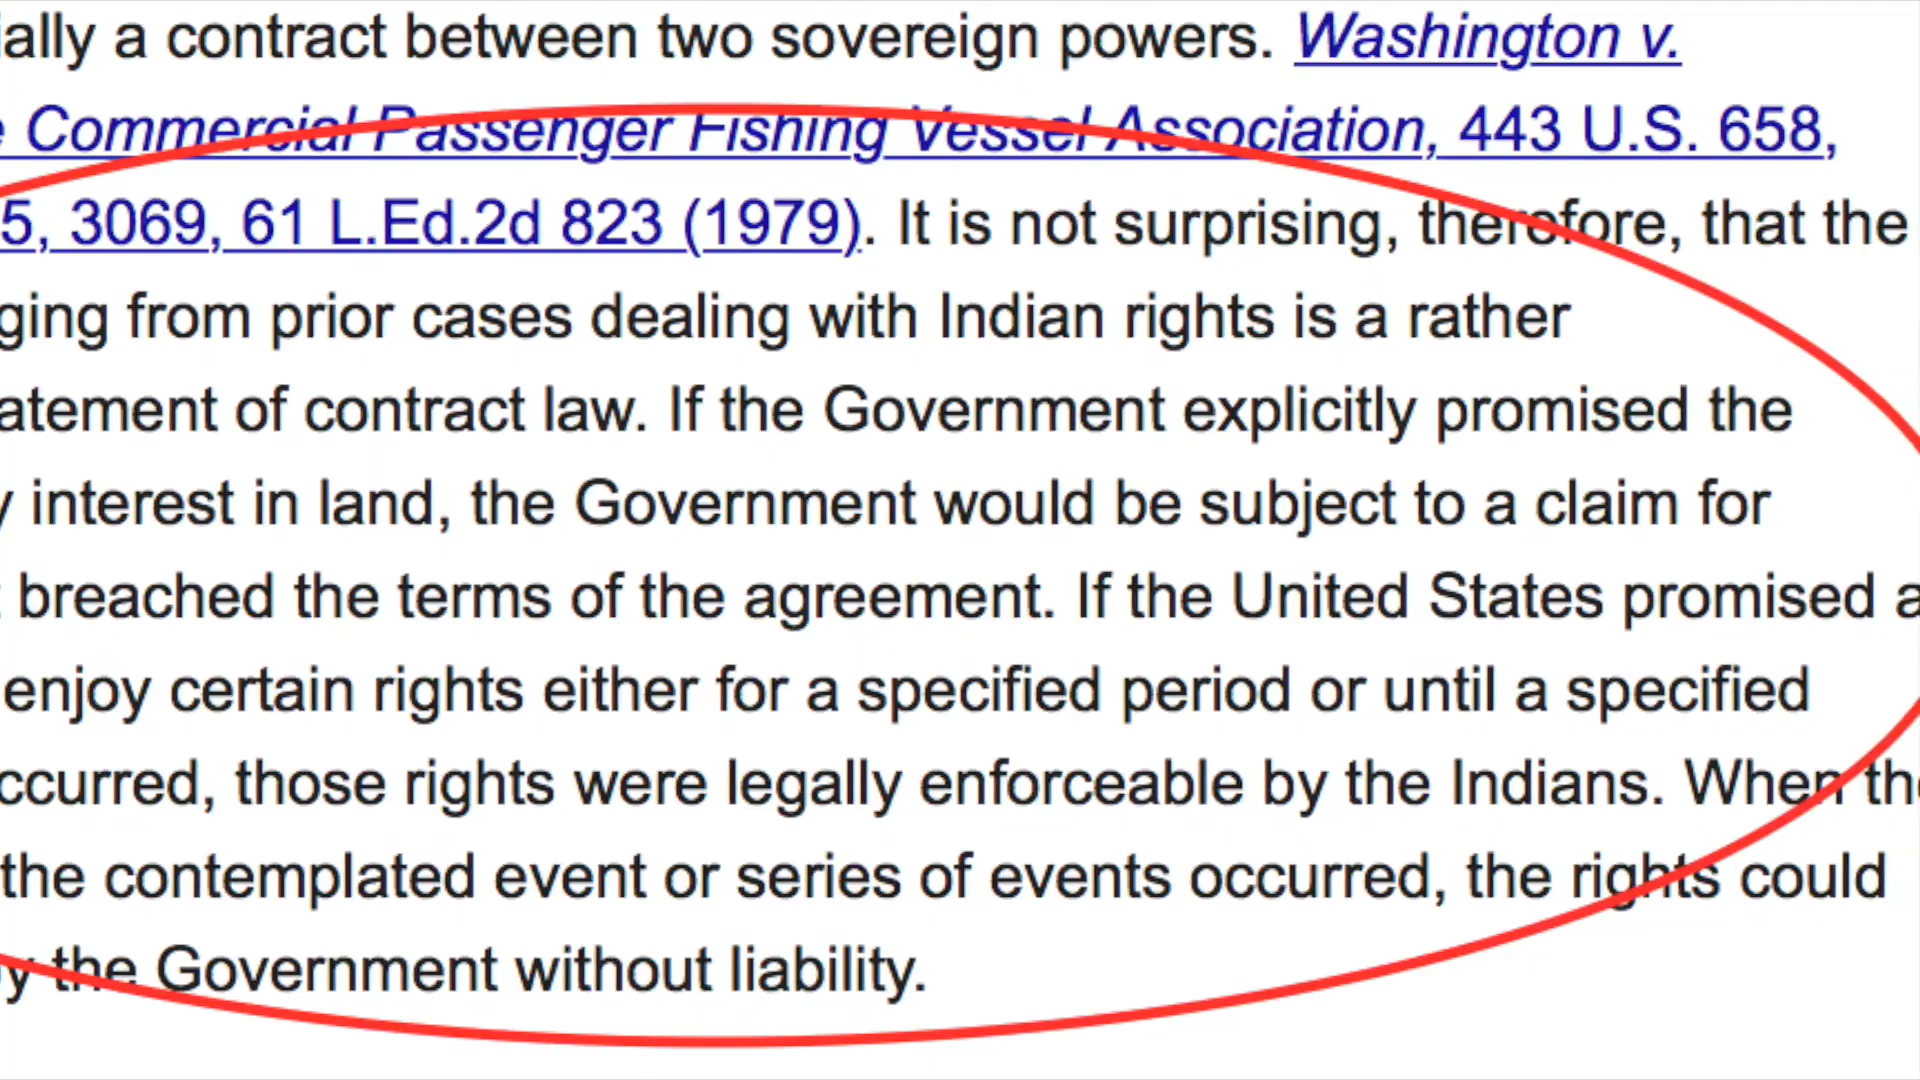 ally a contract between two sovereign powers. Washington v.
Commercial Passenger Fishing Vessel Association, 443 U.S. 658,
5, 3069, 61 L.Ed.2d 823 (1979). It is not surprising, therefore, that the
ging from prior cases dealing with Indian rights is a rather
atement of contract law. If the Government explicitly promised the
y interest in land, the Government would be subject to a claim for
breached the terms of the agreement. If the United States promised a
enjoy certain rights either for a specified period or until a specified
ccurred, those rights were legally enforceable by the Indians. When the
the contemplated event or series of events occurred, the rights could
by the Government without liability.